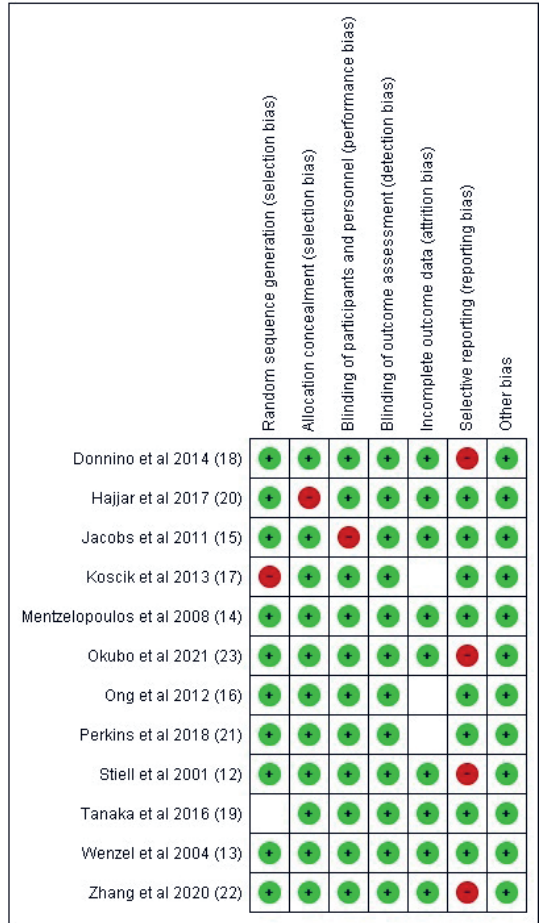 Random sequence generation (selection bias)
Allocation concealment (selection bias)
Blinding of participants and personnel (performance bias)
Blinding of outcome assessment (detection bias)
Incomplete outcome data (attrition bias)
Selective reporting (reporting bias)
Other bias
Donnino et al 2014 (18) + + + + + - +
Hajjar et al 2017 (20) + - + + + + +
Jacobs et al 2011 (15) + + - + + + +
Koscik et al 2013 (17) - + + + + +
Mentzelopoulos et al 2008 (14) + + + + + + +
Okubo et al 2021 (23) + + + + + - +
Ong et al 2012 (16) + + + + + +
Perkins et al 2018 (21) + + + + + +
Stiell et al 2001 (12) + + + + + - +
Tanaka et al 2016 (19) + + + + + +
Wenzel et al 2004 (13) + + + + + + +
Zhang et al 2020 (22) + + + + + - +